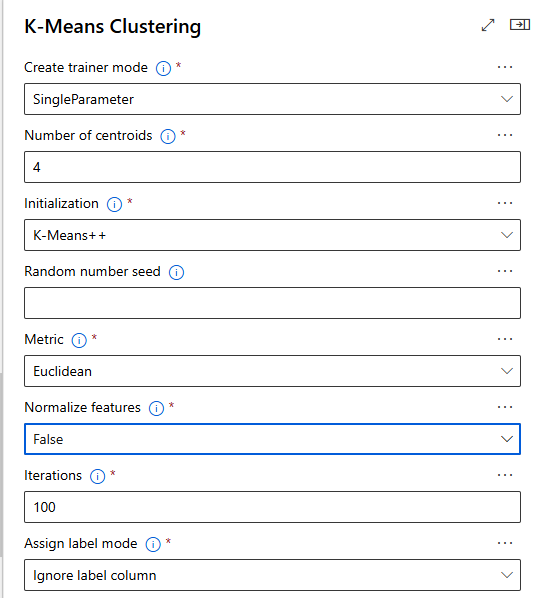 K-Means Clustering
Create trainer mode *
SingleParameter
Number of centroids *
4
Initialization *
K-Means++
Random number seed
Metric *
Euclidean
Normalize features *
False
Iterations *
100
Assign label mode *
Ignore label column